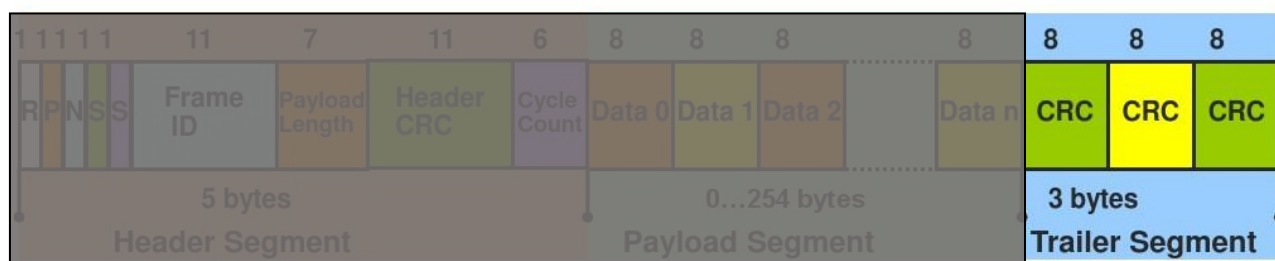 1 1 1 1 1 11 7 11 6 8 8 8 8 8 8 8
R P N S S Frame ID Payload Length Header CRC Cycle Count Data 0 Data 1 Data 2 Data n CRC CRC CRC
5 bytes 0...254 bytes 3 bytes
Header Segment Payload Segment Trailer Segment